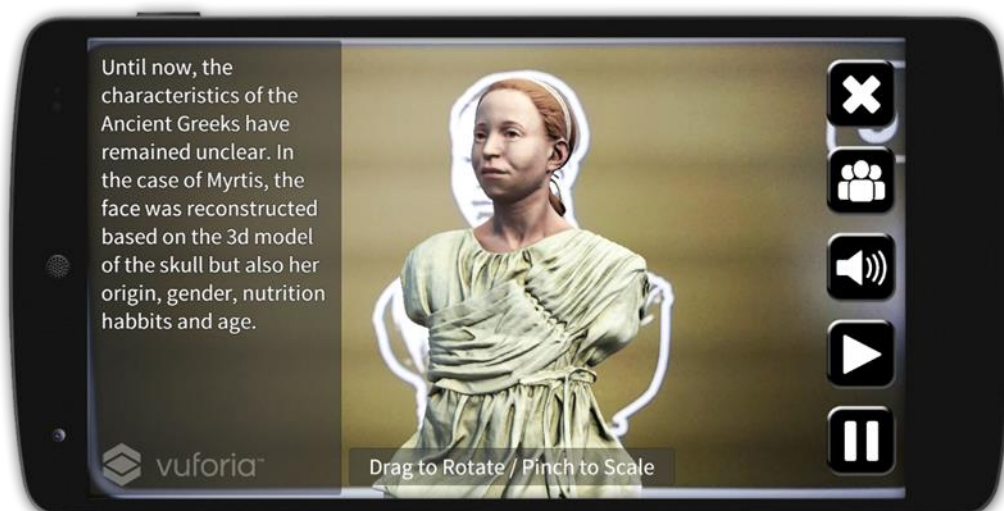 Until now, the
characteristics of the
Ancient Greeks have
remained unclear. In
the case of Myrtis, the
face was reconstructed
based on the 3d model
of the skull but also her
origin, gender, nutrition
habbits and age.
vuforia™
Drag to Rotate / Pinch to Scale